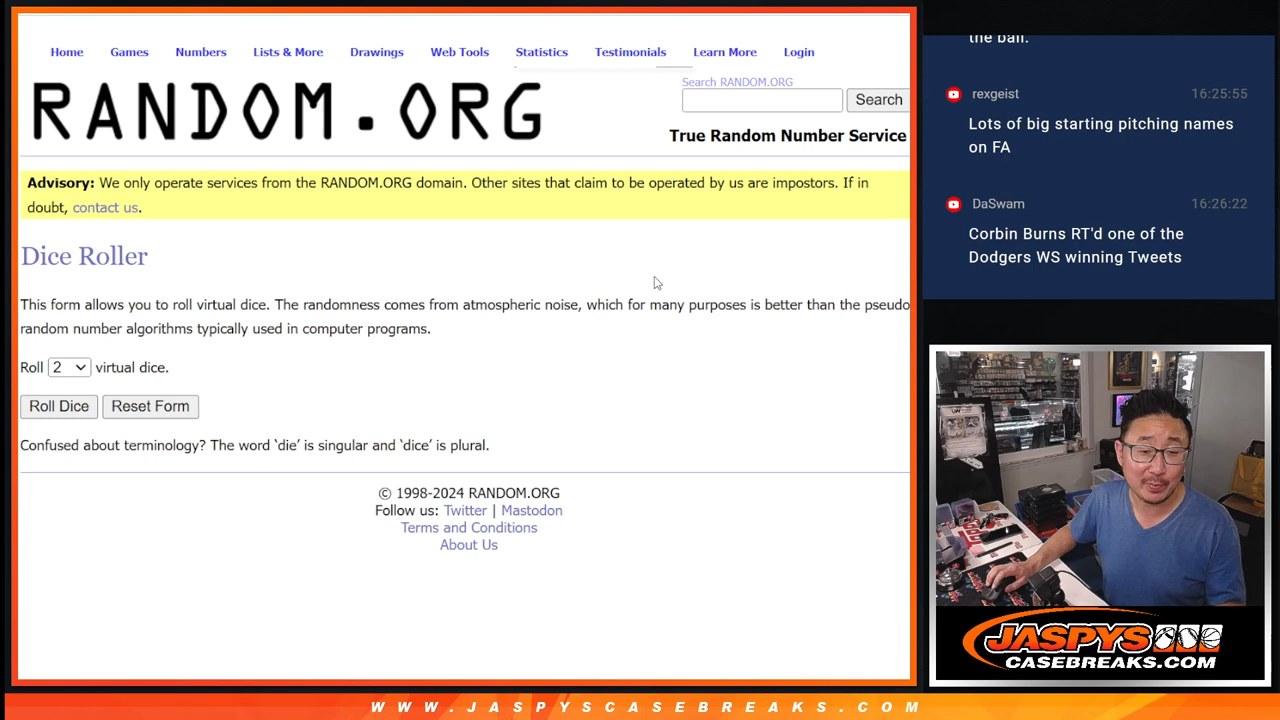 Home Games Numbers Lists & More Drawings Web Tools Statistics Testimonials Learn More Login
RANDOM.ORG
Search RANDOM.ORG
Search
True Random Number Service
Advisory: We only operate services from the RANDOM.ORG domain. Other sites that claim to be operated by us are impostors. If in
doubt, contact us.
Dice Roller
This form allows you to roll virtual dice. The randomness comes from atmospheric noise, which for many purposes is better than the pseudo
random number algorithms typically used in computer programs.
Roll 2 virtual dice.
Roll Dice Reset Form
Confused about terminology? The word ‘die’ is singular and ‘dice’ is plural.
© 1998-2024 RANDOM.ORG
Follow us: Twitter | Mastodon
Terms and Conditions
About Us
the ball.
rexgeist 16:25:55
Lots of big starting pitching names
on FA
DaSwam 16:26:22
Corbin Burns RT'd one of the
Dodgers WS winning Tweets
JASPYS
CASEBREAKS.COM
WWW.JASPYSCASEBREAKS.COM